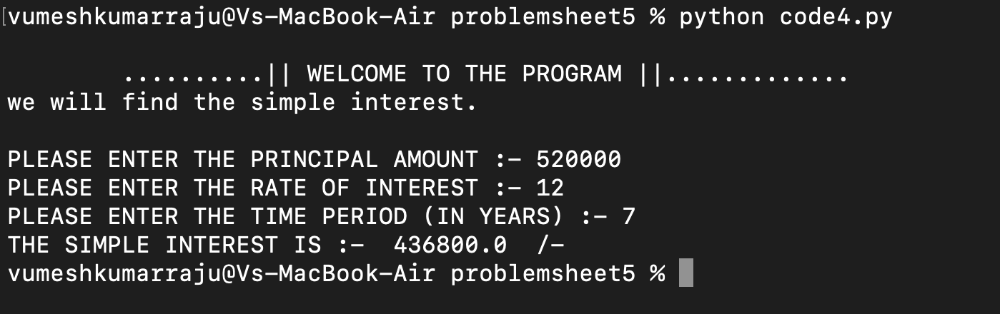 [vumeshkumarraju@Vs-MacBook-Air problemsheet5 % python code4.py
..........|| WELCOME TO THE PROGRAM ||.............
we will find the simple interest.
PLEASE ENTER THE PRINCIPAL AMOUNT :- 520000
PLEASE ENTER THE RATE OF INTEREST :- 12
PLEASE ENTER THE TIME PERIOD (IN YEARS) :- 7
THE SIMPLE INTEREST IS :-  436800.0  /-
vumeshkumarraju@Vs-MacBook-Air problemsheet5 %